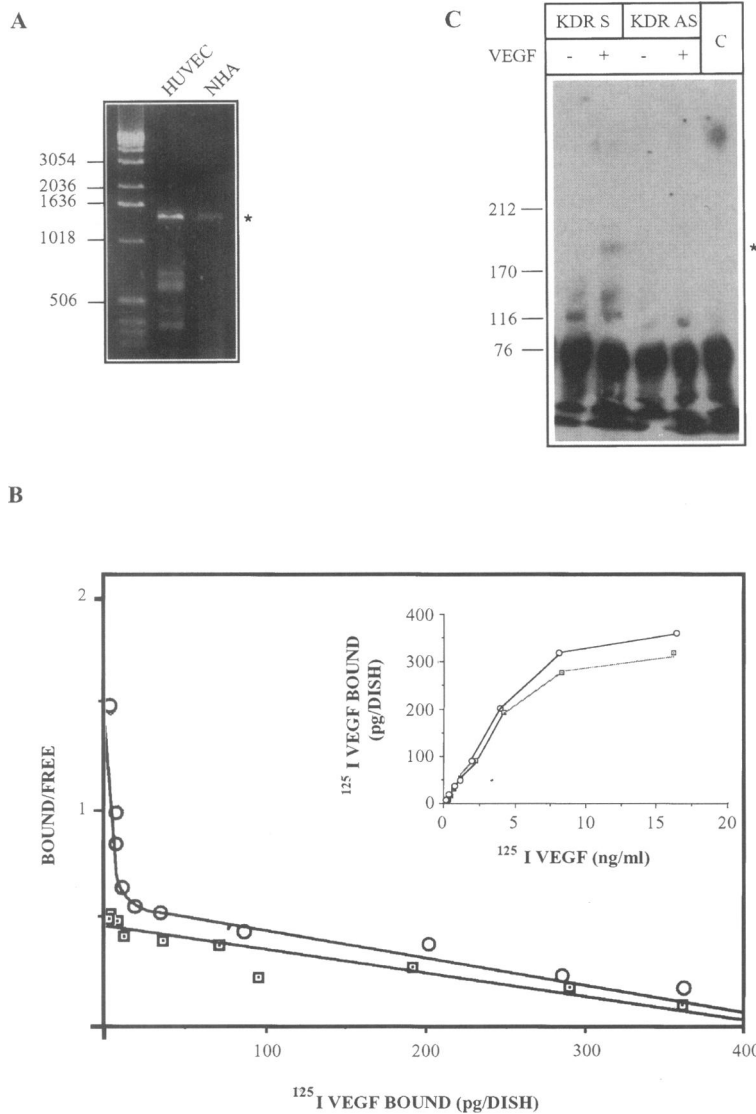 A
HUVEC
NHA
3054
2036
1636
1018
506
*
C
KDR S
KDR AS
C
VEGF
- + - +
212
170
116
76
*
B
2
1
BOUND/FREE
100
200
300
400
¹²⁵I VEGF BOUND (pg/DISH)
400
300
200
100
0
¹²⁵ I VEGF BOUND
(pg/DISH)
0 5 10 15 20
¹²⁵ I VEGF (ng/ml)